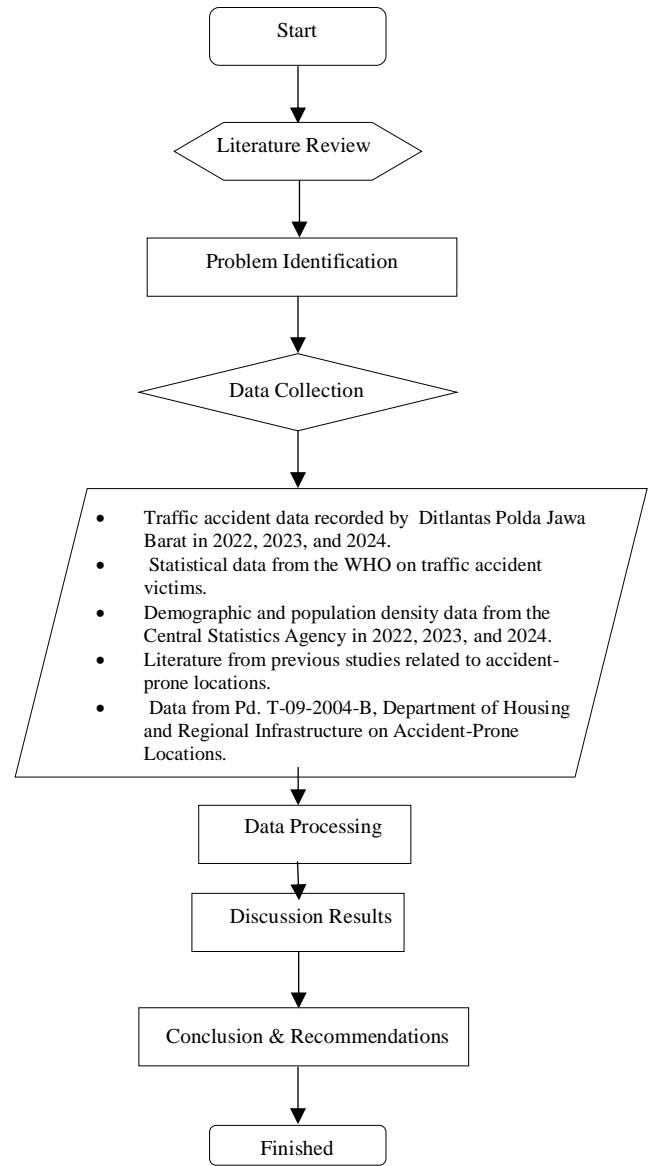 Start
Literature Review
Problem Identification
Data Collection
• Traffic accident data recorded by Ditlantas Polda Jawa
Barat in 2022, 2023, and 2024.
• Statistical data from the WHO on traffic accident
victims.
• Demographic and population density data from the
Central Statistics Agency in 2022, 2023, and 2024.
• Literature from previous studies related to accident-
prone locations.
• Data from Pd. T-09-2004-B, Department of Housing
and Regional Infrastructure on Accident-Prone
Locations.
Data Processing
Discussion Results
Conclusion & Recommendations
Finished